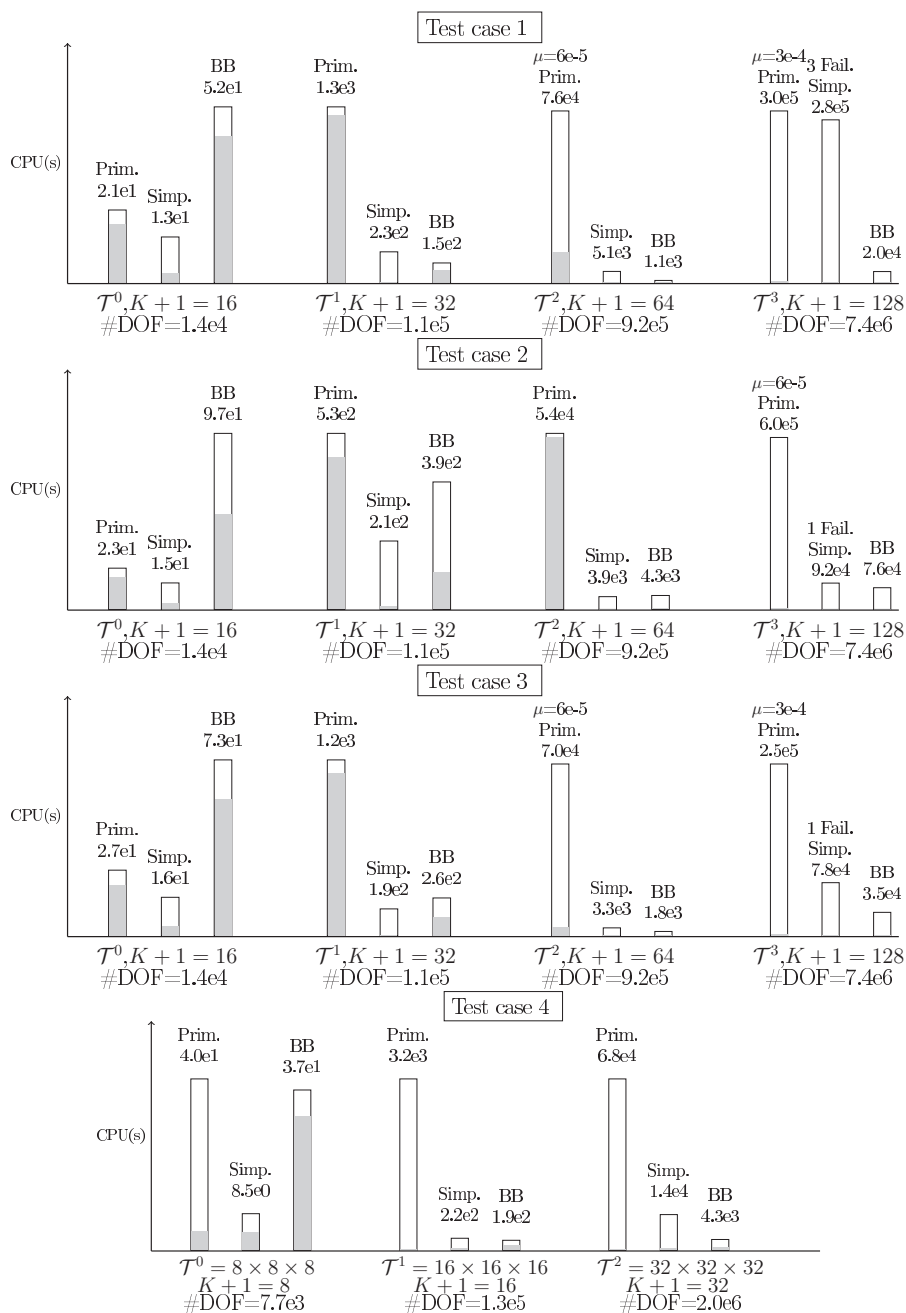 Test case 1
CPU(s)
Prim.
2.1e1
Simp.
1.3e1
BB
5.2e1
Prim.
1.3e3
Simp.
2.3e2
BB
1.5e2
μ=6e-5
Prim.
7.6e4
Simp.
5.1e3
BB
1.1e3
μ=3e-4
Prim.
3.0e5
3 Fail.
Simp.
2.8e5
BB
2.0e4
𝒯⁰,K + 1 = 16
#DOF=1.4e4
𝒯¹,K + 1 = 32
#DOF=1.1e5
𝒯²,K + 1 = 64
#DOF=9.2e5
𝒯³,K + 1 = 128
#DOF=7.4e6
Test case 2
CPU(s)
Prim.
2.3e1
Simp.
1.5e1
BB
9.7e1
Prim.
5.3e2
Simp.
2.1e2
BB
3.9e2
Prim.
5.4e4
Simp.
3.9e3
BB
4.3e3
μ=6e-5
Prim.
6.0e5
1 Fail.
Simp.
9.2e4
BB
7.6e4
𝒯⁰,K + 1 = 16
#DOF=1.4e4
𝒯¹,K + 1 = 32
#DOF=1.1e5
𝒯²,K + 1 = 64
#DOF=9.2e5
𝒯³,K + 1 = 128
#DOF=7.4e6
Test case 3
CPU(s)
Prim.
2.7e1
Simp.
1.6e1
BB
7.3e1
Prim.
1.2e3
Simp.
1.9e2
BB
2.6e2
μ=6e-5
Prim.
7.0e4
Simp.
3.3e3
BB
1.8e3
μ=3e-4
Prim.
2.5e5
1 Fail.
Simp.
7.8e4
BB
3.5e4
𝒯⁰,K + 1 = 16
#DOF=1.4e4
𝒯¹,K + 1 = 32
#DOF=1.1e5
𝒯²,K + 1 = 64
#DOF=9.2e5
𝒯³,K + 1 = 128
#DOF=7.4e6
Test case 4
CPU(s)
Prim.
4.0e1
Simp.
8.5e0
BB
3.7e1
Prim.
3.2e3
Simp.
2.2e2
BB
1.9e2
Prim.
6.8e4
Simp.
1.4e4
BB
4.3e3
𝒯⁰ = 8 × 8 × 8
K + 1 = 8
#DOF=7.7e3
𝒯¹ = 16 × 16 × 16
K + 1 = 16
#DOF=1.3e5
𝒯² = 32 × 32 × 32
K + 1 = 32
#DOF=2.0e6